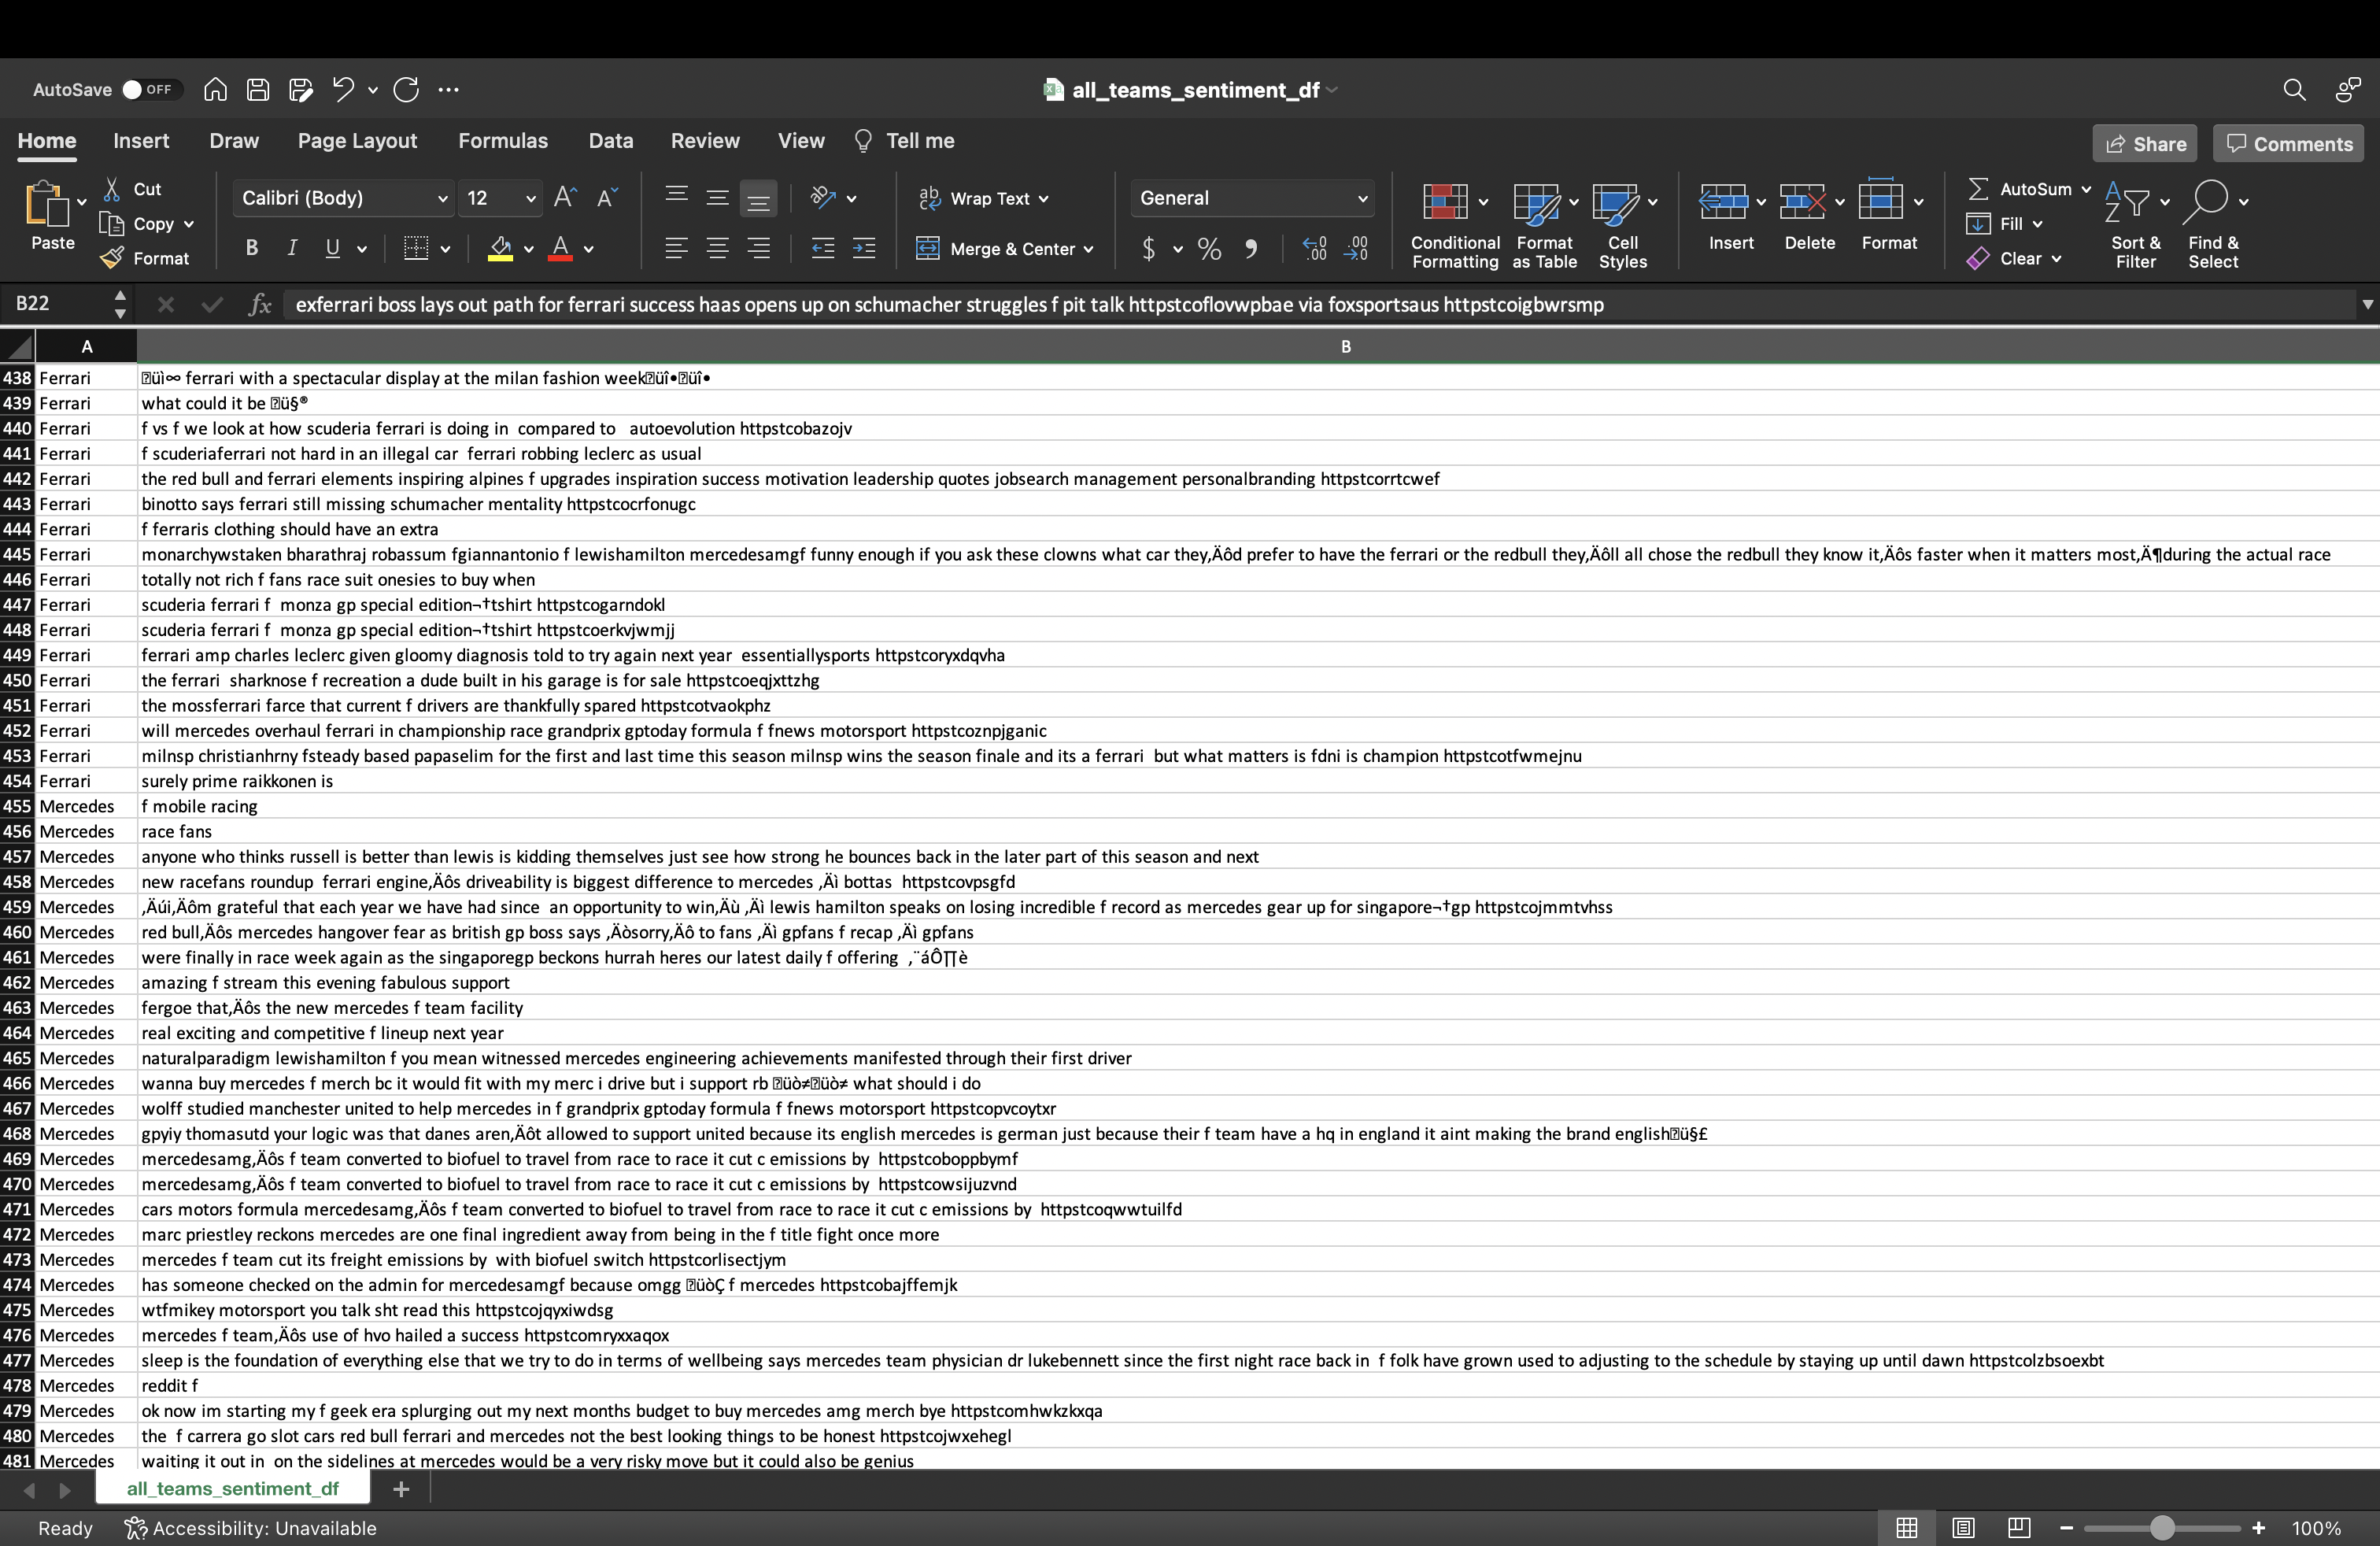 AutoSave OFF
all_teams_sentiment_df
Home Insert Draw Page Layout Formulas Data Review View Tell me
Share Comments
Paste
Cut
Copy
Format
Calibri (Body) 12
B I U
Wrap Text
Merge & Center
General
$ %
Conditional Formatting
Format as Table
Cell Styles
Insert
Delete
Format
AutoSum
Fill
Clear
Sort & Filter
Find & Select
B22 fx exferrari boss lays out path for ferrari success haas opens up on schumacher struggles f pit talk httpstcoflovwpbae via foxsportsaus httpstcoigbwrsmp
A B
438 Ferrari üì∞ ferrari with a spectacular display at the milan fashion weeküî•üî•
439 Ferrari what could it be ü§®
440 Ferrari f vs f we look at how scuderia ferrari is doing in  compared to   autoevolution httpstcobazojv
441 Ferrari f scuderiaferrari not hard in an illegal car  ferrari robbing leclerc as usual
442 Ferrari the red bull and ferrari elements inspiring alpines f upgrades inspiration success motivation leadership quotes jobsearch management personalbranding httpstcorrtcwef
443 Ferrari binotto says ferrari still missing schumacher mentality httpstcocrfonugc
444 Ferrari f ferraris clothing should have an extra
445 Ferrari monarchywstaken bharathraj robassum fgiannantonio f lewishamilton mercedesamgf funny enough if you ask these clowns what car they‚Äôd prefer to have the ferrari or the redbull they‚Äôll all chose the redbull they know it‚Äôs faster when it matters most‚Ä¶during the actual race
446 Ferrari totally not rich f fans race suit onesies to buy when
447 Ferrari scuderia ferrari f  monza gp special edition¬†tshirt httpstcogarndokl
448 Ferrari scuderia ferrari f  monza gp special edition¬†tshirt httpstcoerkvjwmjj
449 Ferrari ferrari amp charles leclerc given gloomy diagnosis told to try again next year  essentiallysports httpstcoryxdqvha
450 Ferrari the ferrari  sharknose f recreation a dude built in his garage is for sale httpstcoeqjxttzhg
451 Ferrari the mossferrari farce that current f drivers are thankfully spared httpstcotvaokphz
452 Ferrari will mercedes overhaul ferrari in championship race grandprix gptoday formula f fnews motorsport httpstcoznpjganic
453 Ferrari milnsp christianhrny fsteady based papaselim for the first and last time this season milnsp wins the season finale and its a ferrari  but what matters is fdni is champion httpstcotfwmejnu
454 Ferrari surely prime raikkonen is
455 Mercedes f mobile racing
456 Mercedes race fans
457 Mercedes anyone who thinks russell is better than lewis is kidding themselves just see how strong he bounces back in the later part of this season and next
458 Mercedes new racefans roundup  ferrari engine‚Äôs driveability is biggest difference to mercedes ‚Äì bottas  httpstcovpsgfd
459 Mercedes ‚Äúi‚Äôm grateful that each year we have had since  an opportunity to win‚Äù ‚Äì lewis hamilton speaks on losing incredible f record as mercedes gear up for singapore¬†gp httpstcojmmtvhss
460 Mercedes red bull‚Äôs mercedes hangover fear as british gp boss says ‚Äòsorry‚Äô to fans ‚Äì gpfans f recap ‚Äì gpfans
461 Mercedes were finally in race week again as the singaporegp beckons hurrah heres our latest daily f offering  ‚¨áÔ∏è
462 Mercedes amazing f stream this evening fabulous support
463 Mercedes fergoe that‚Äôs the new mercedes f team facility
464 Mercedes real exciting and competitive f lineup next year
465 Mercedes naturalparadigm lewishamilton f you mean witnessed mercedes engineering achievements manifested through their first driver
466 Mercedes wanna buy mercedes f merch bc it would fit with my merc i drive but i support rb üò≠üò≠ what should i do
467 Mercedes wolff studied manchester united to help mercedes in f grandprix gptoday formula f fnews motorsport httpstcopvcoytxr
468 Mercedes gpyiy thomasutd your logic was that danes aren‚Äôt allowed to support united because its english mercedes is german just because their f team have a hq in england it aint making the brand englishü§£
469 Mercedes mercedesamg‚Äôs f team converted to biofuel to travel from race to race it cut c emissions by  httpstcoboppbymf
470 Mercedes mercedesamg‚Äôs f team converted to biofuel to travel from race to race it cut c emissions by  httpstcowsijuzvnd
471 Mercedes cars motors formula mercedesamg‚Äôs f team converted to biofuel to travel from race to race it cut c emissions by  httpstcoqwwtuilfd
472 Mercedes marc priestley reckons mercedes are one final ingredient away from being in the f title fight once more
473 Mercedes mercedes f team cut its freight emissions by  with biofuel switch httpstcorlisectjym
474 Mercedes has someone checked on the admin for mercedesamgf because omgg üòÇ f mercedes httpstcobajffemjk
475 Mercedes wtfmikey motorsport you talk sht read this httpstcojqyxiwdsg
476 Mercedes mercedes f team‚Äôs use of hvo hailed a success httpstcomryxxaqox
477 Mercedes sleep is the foundation of everything else that we try to do in terms of wellbeing says mercedes team physician dr lukebennett since the first night race back in  f folk have grown used to adjusting to the schedule by staying up until dawn httpstcolzbsoexbt
478 Mercedes reddit f
479 Mercedes ok now im starting my f geek era splurging out my next months budget to buy mercedes amg merch bye httpstcomhwkzkxqa
480 Mercedes the  f carrera go slot cars red bull ferrari and mercedes not the best looking things to be honest httpstcojwxehegl
481 Mercedes waiting it out in  on the sidelines at mercedes would be a very risky move but it could also be genius
all_teams_sentiment_df
Ready Accessibility: Unavailable 100%